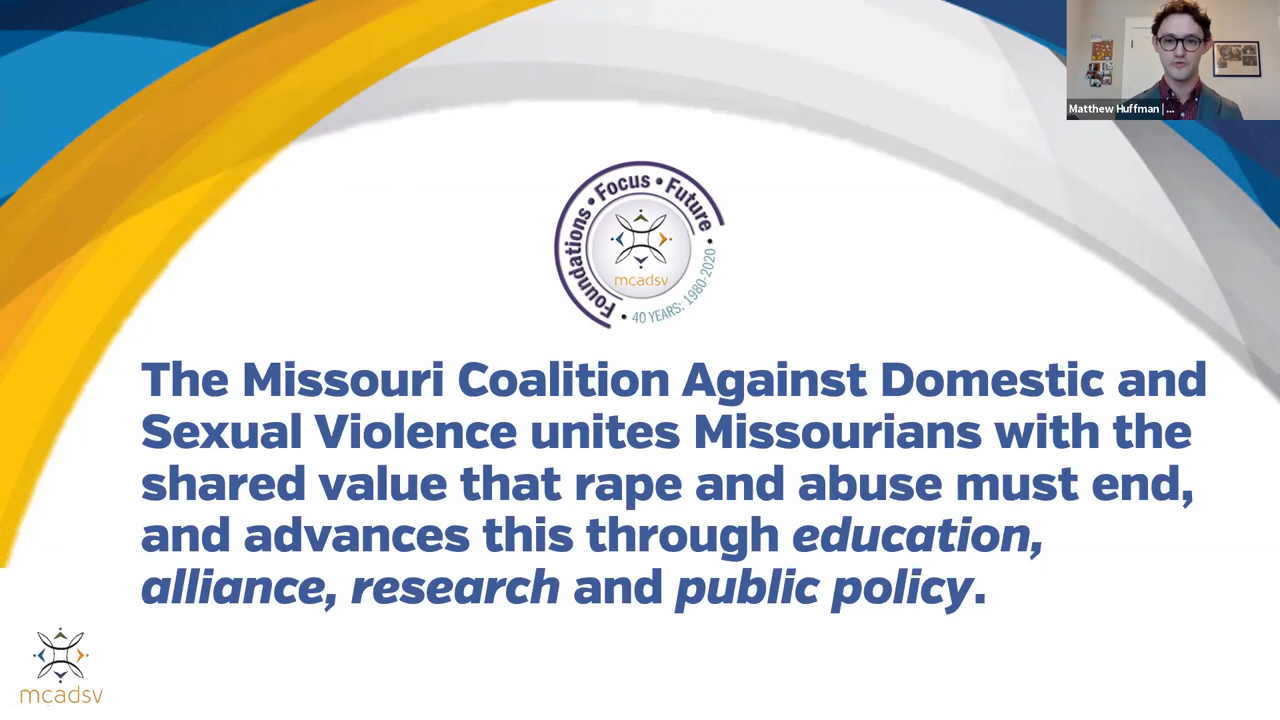 Matthew Huffman | ...
Foundations • Focus • Future •
mcadsv
• 40 YEARS: 1980-2020
The Missouri Coalition Against Domestic and
Sexual Violence unites Missourians with the
shared value that rape and abuse must end,
and advances this through education,
alliance, research and public policy.
mcadsv